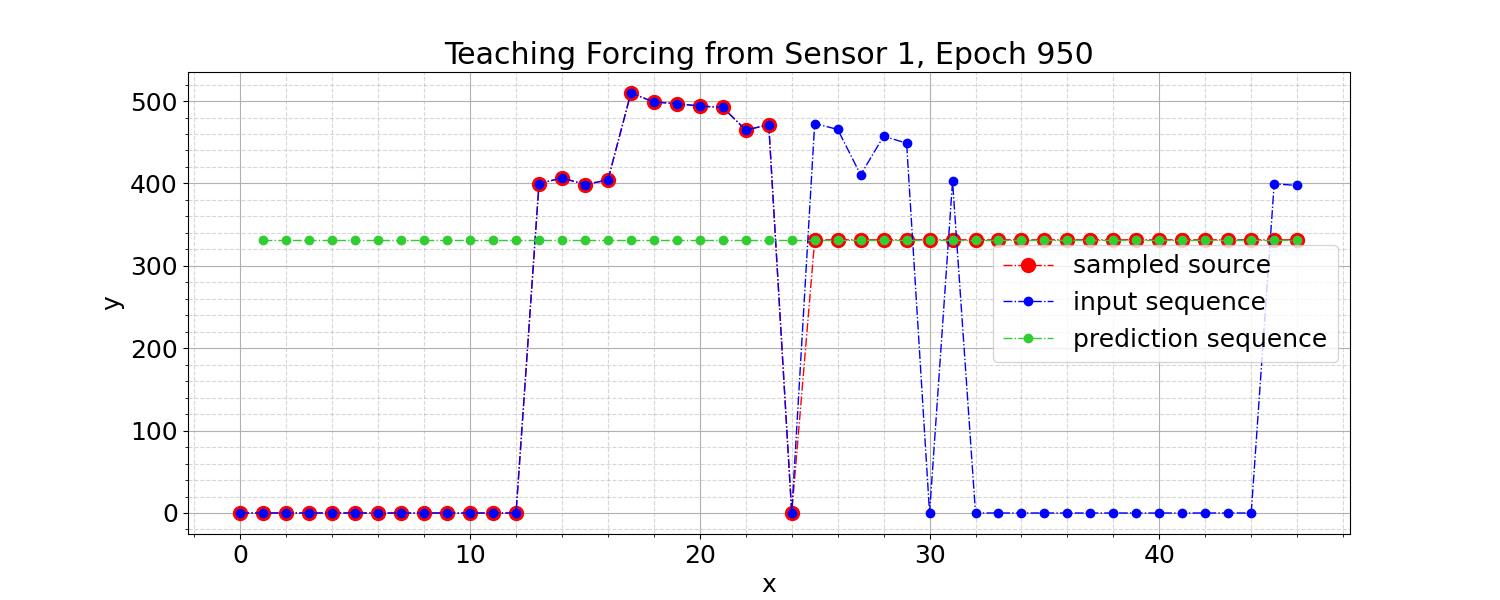 Teaching Forcing from Sensor 1, Epoch 950
500
400
300
200
100
0
y
sampled source
input sequence
prediction sequence
0 10 20 30 40
x